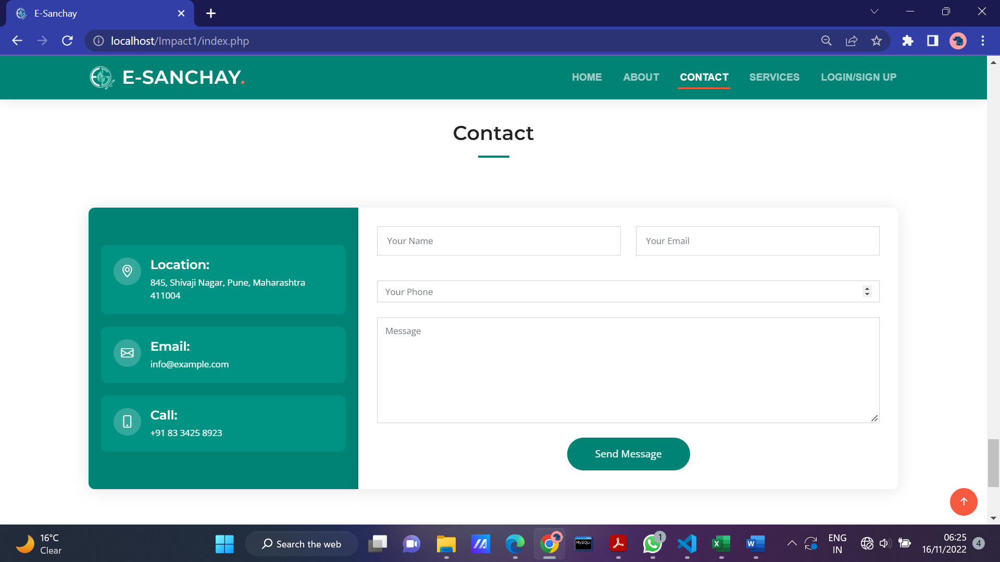 E-Sanchay
localhost/Impact1/index.php
E-SANCHAY.
HOME ABOUT CONTACT SERVICES LOGIN/SIGN UP
Contact
Location:
845, Shivaji Nagar, Pune, Maharashtra
411004
Email:
info@example.com
Call:
+91 83 3425 8923
Your Name
Your Email
Your Phone
Message
Send Message
16°C
Clear
Search the web
MySQL>
1
X
W
ENG
IN
06:25
16/11/2022
4